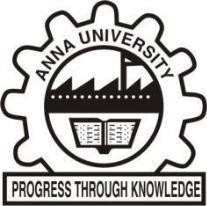 ANNA UNIVERSITY
PROGRESS THROUGH KNOWLEDGE